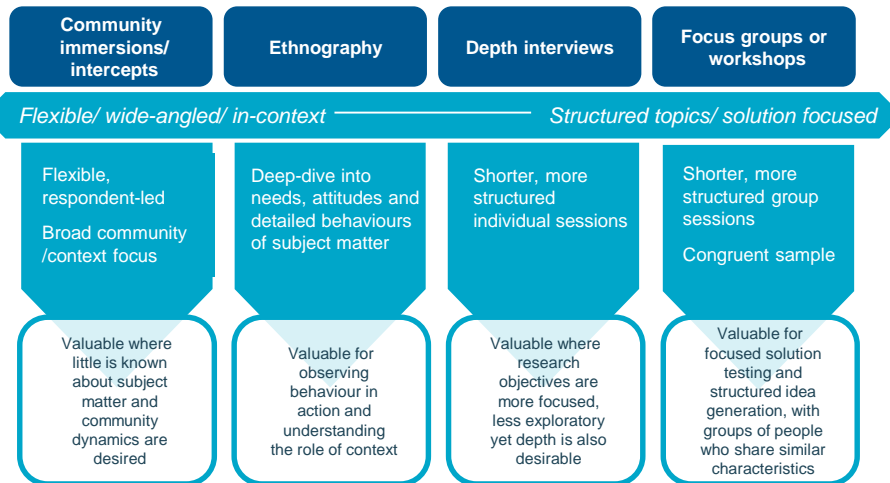 Community
immersions/
intercepts
Ethnography
Depth interviews
Focus groups or
workshops
Flexible/ wide-angled/ in-context
Structured topics/ solution focused
Flexible,
respondent-led
Broad community
/context focus
Deep-dive into
needs, attitudes and
detailed behaviours
of subject matter
Shorter, more
structured
individual sessions
Shorter, more
structured group
sessions
Congruent sample
Valuable where
little is known
about subject
matter and
community
dynamics are
desired
Valuable for
observing
behaviour in
action and
understanding
the role of context
Valuable where
research
objectives are
more focused,
less exploratory
yet depth is also
desirable
Valuable for
focused solution
testing and
structured idea
generation, with
groups of people
who share similar
characteristics